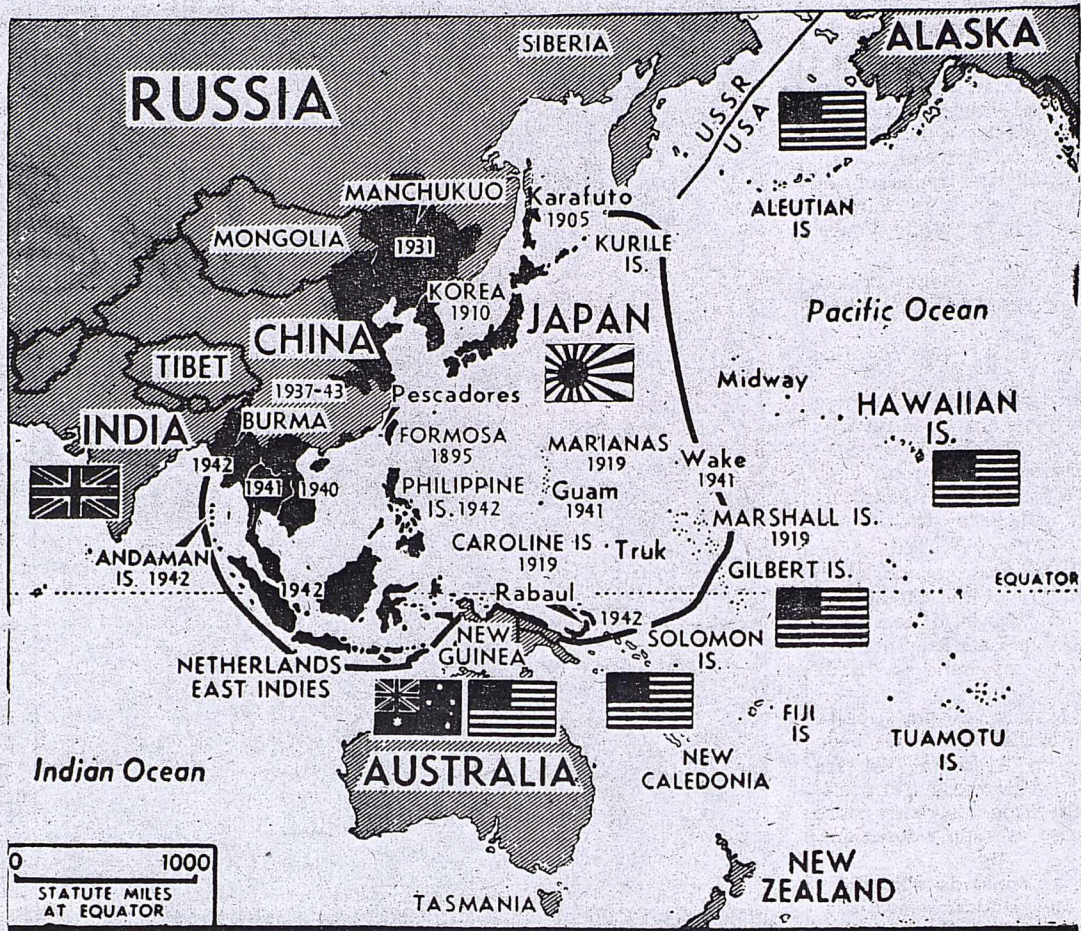 SIBERIA
ALASKA
RUSSIA
U.S.S.R
U S A
MANCHUKUO
1931
MONGOLIA
Karafuto
1905
KURILE
IS.
ALEUTIAN
IS
KOREA
1910
JAPAN
Pacific Ocean
CHINA
1937-43
TIBET
Midway
Pescadores
HAWAIIAN
IS.
INDIA
BURMA
1942
1941
1940
FORMOSA
1895
MARIANAS
1919
Wake
1941
PHILIPPINE
IS. 1942
Guam
1941
MARSHALL IS.
1919
ANDAMAN
IS. 1942
CAROLINE IS
1919
Truk
GILBERT IS.
EQUATOR
1942
Rabaul
1942
NEW
GUINEA
SOLOMON
IS.
NETHERLANDS
EAST INDIES
FIJI
IS
TUAMOTU
IS.
NEW
CALEDONIA
Indian Ocean
AUSTRALIA
0 1000
STATUTE MILES
AT EQUATOR
TASMANIA
NEW
ZEALAND